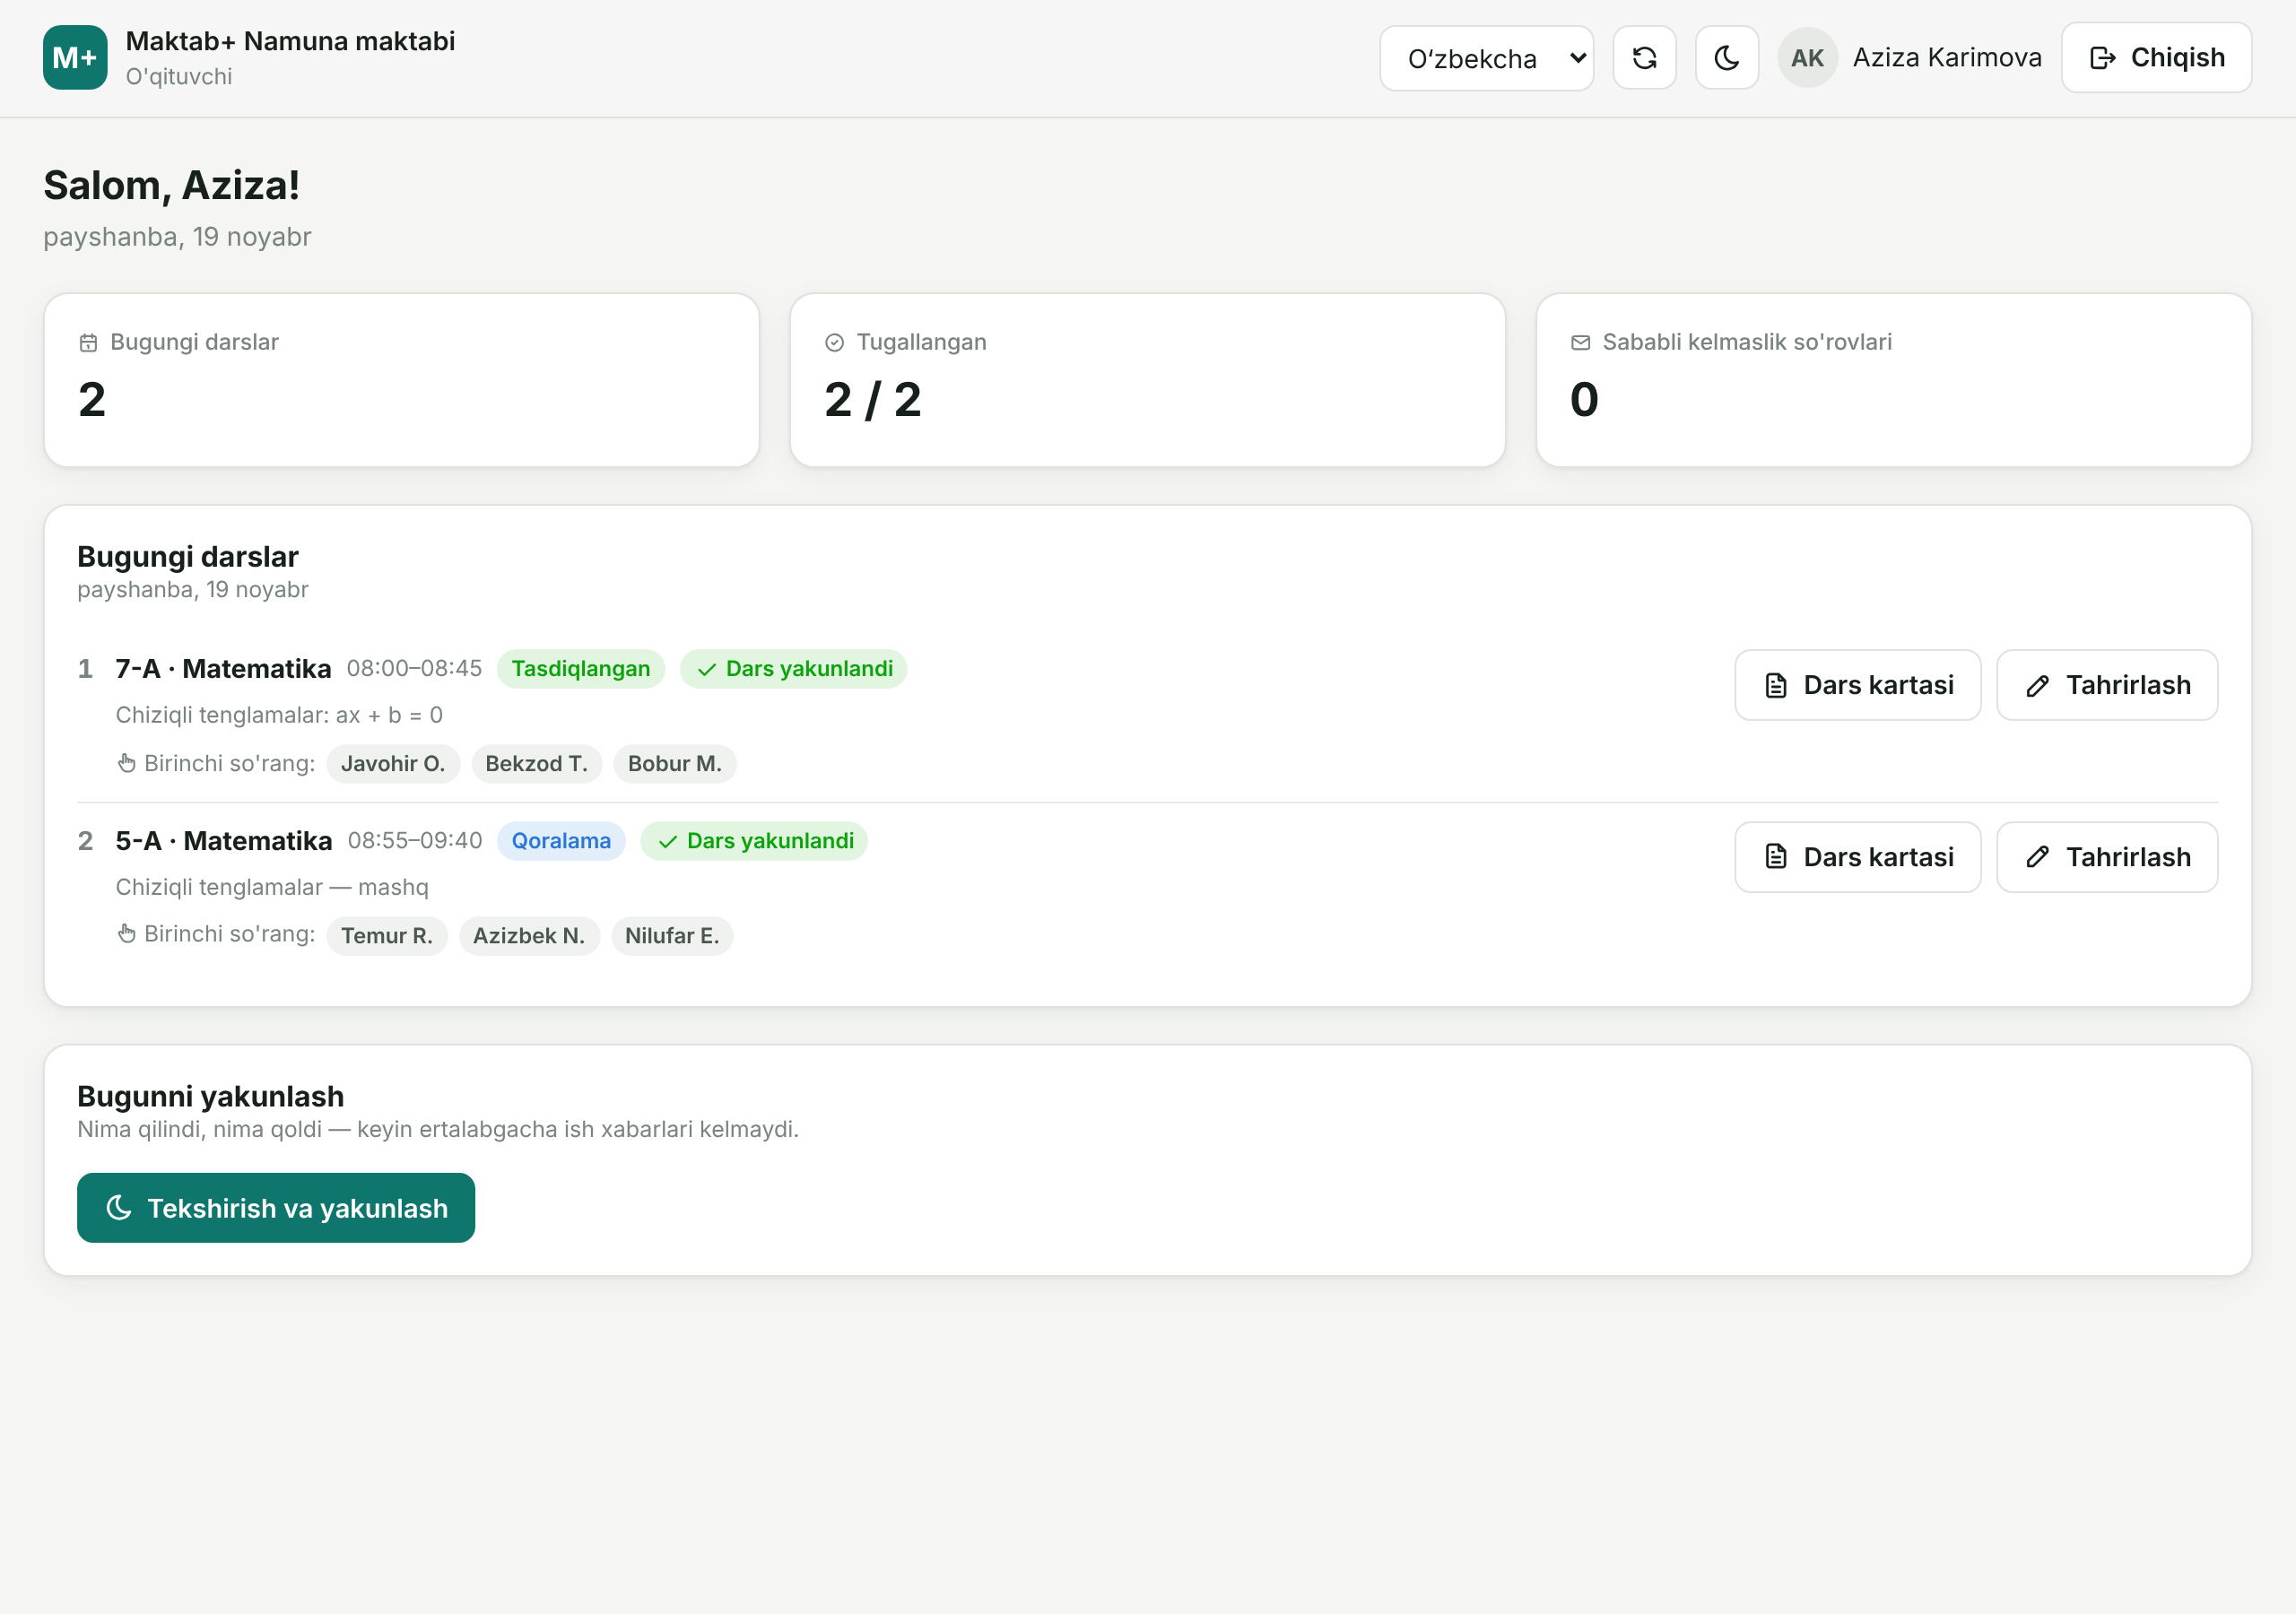 M+
Maktab+ Namuna maktabi
O'qituvchi
Oʻzbekcha
AK
Aziza Karimova
Chiqish
Salom, Aziza!
payshanba, 19 noyabr
Bugungi darslar
2
Tugallangan
2 / 2
Sababli kelmaslik so'rovlari
0
Bugungi darslar
payshanba, 19 noyabr
1 7-A · Matematika 08:00–08:45 Tasdiqlangan Dars yakunlandi
Dars kartasi Tahrirlash
Chiziqli tenglamalar: ax + b = 0
Birinchi so'rang: Javohir O. Bekzod T. Bobur M.
2 5-A · Matematika 08:55–09:40 Qoralama Dars yakunlandi
Dars kartasi Tahrirlash
Chiziqli tenglamalar — mashq
Birinchi so'rang: Temur R. Azizbek N. Nilufar E.
Bugunni yakunlash
Nima qilindi, nima qoldi — keyin ertalabgacha ish xabarlari kelmaydi.
Tekshirish va yakunlash